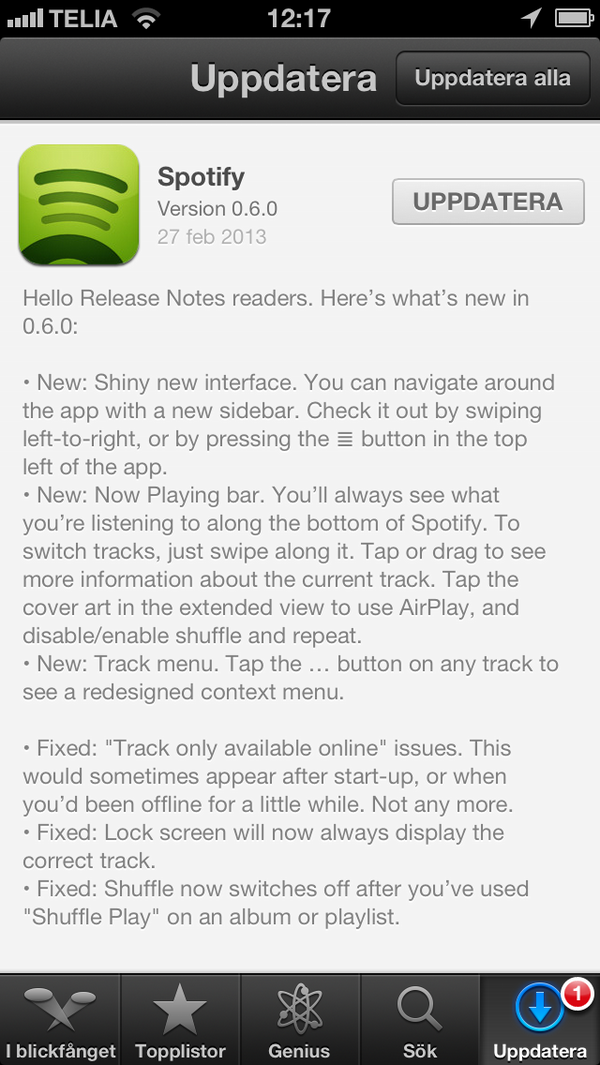 TELIA 12:17
Uppdatera Uppdatera alla
Spotify
Version 0.6.0
27 feb 2013
UPPDATERA
Hello Release Notes readers. Here’s what’s new in
0.6.0:
• New: Shiny new interface. You can navigate around
the app with a new sidebar. Check it out by swiping
left-to-right, or by pressing the ≣ button in the top
left of the app.
• New: Now Playing bar. You’ll always see what
you’re listening to along the bottom of Spotify. To
switch tracks, just swipe along it. Tap or drag to see
more information about the current track. Tap the
cover art in the extended view to use AirPlay, and
disable/enable shuffle and repeat.
• New: Track menu. Tap the … button on any track to
see a redesigned context menu.
• Fixed: "Track only available online" issues. This
would sometimes appear after start-up, or when
you’d been offline for a little while. Not any more.
• Fixed: Lock screen will now always display the
correct track.
• Fixed: Shuffle now switches off after you’ve used
"Shuffle Play" on an album or playlist.
1
I blickfånget Topplistor Genius Sök Uppdatera